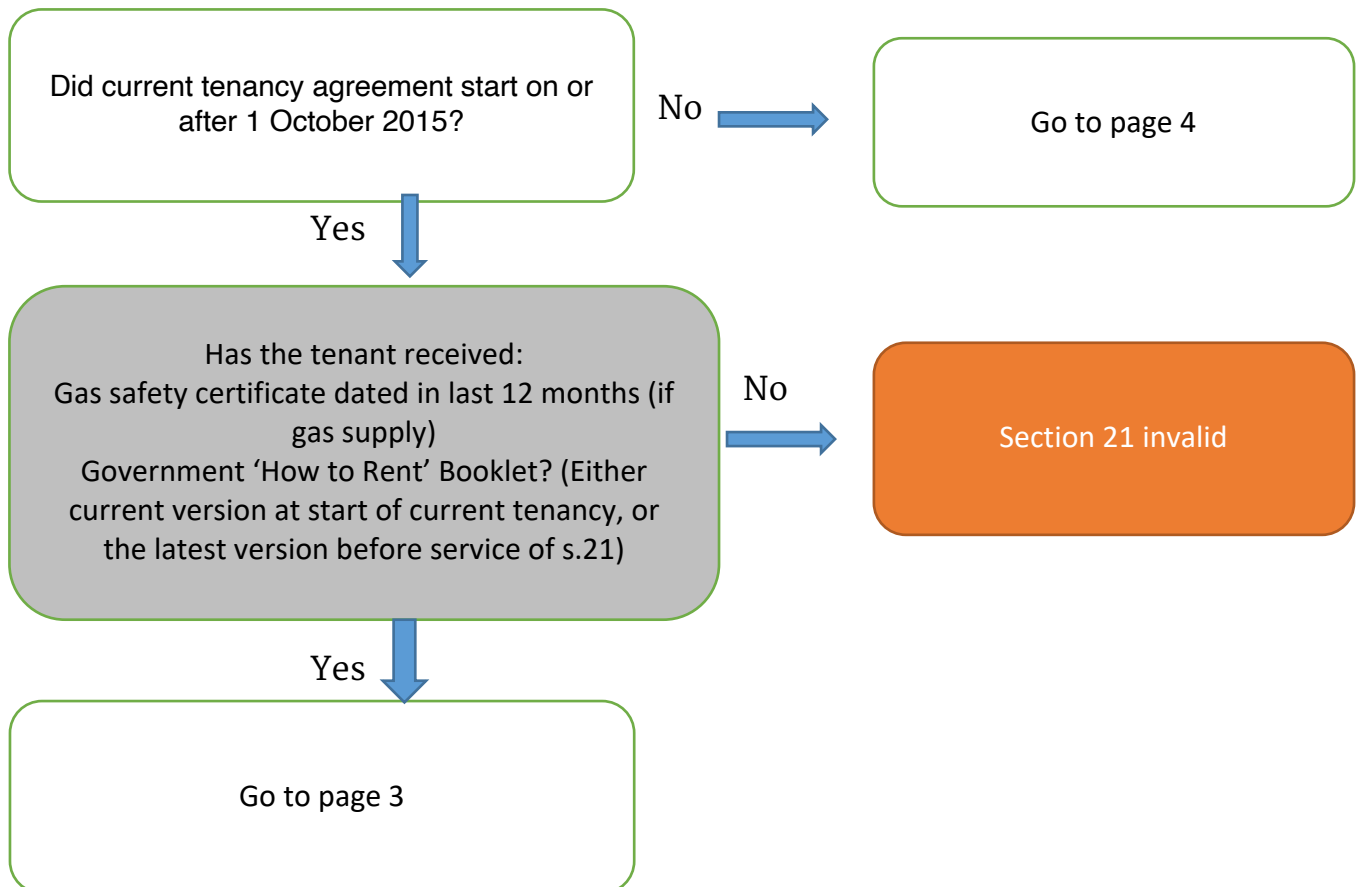 Did current tenancy agreement start on or
after 1 October 2015?
No
Go to page 4
Yes
Has the tenant received:
Gas safety certificate dated in last 12 months (if
gas supply)
Government ‘How to Rent’ Booklet? (Either
current version at start of current tenancy, or
the latest version before service of s.21)
No
Section 21 invalid
Yes
Go to page 3